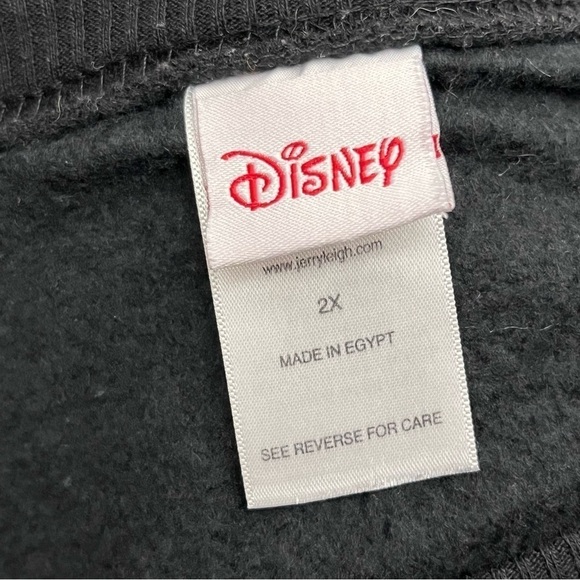 Disney
www.jerryleigh.com
2X
MADE IN EGYPT
SEE REVERSE FOR CARE